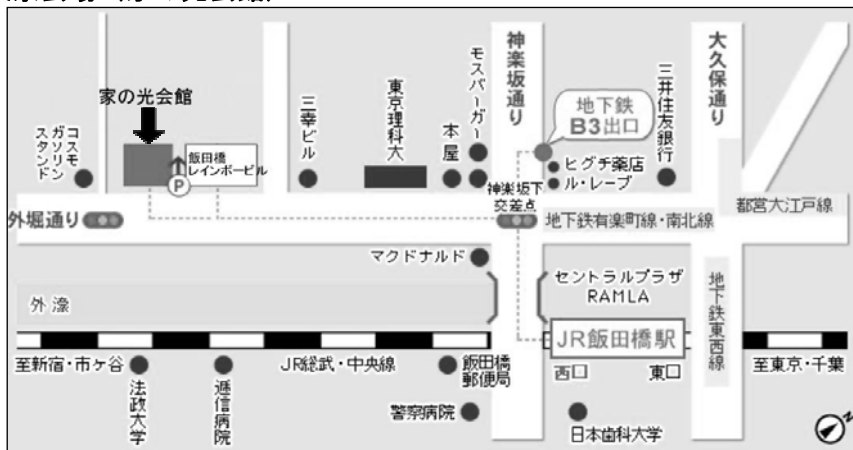 家の光会館
コスモ
ガソリン
スタンド
飯田橋
レインボービル
P
三幸ビル
東京理科大
本屋
モスバーガー
神楽坂通り
地下鉄
B3出口
ヒグチ薬店
ル・レーブ
三井住友銀行
大久保通り
神楽坂下
交差点
外堀通り
地下鉄有楽町線・南北線
都営大江戸線
マクドナルド
セントラルプラザ
RAMLA
地下鉄東西線
外濠
JR飯田橋駅
至新宿・市ヶ谷
JR総武・中央線
飯田橋
郵便局
西口
東口
至東京・千葉
法政大学
逓信病院
警察病院
日本歯科大学
N